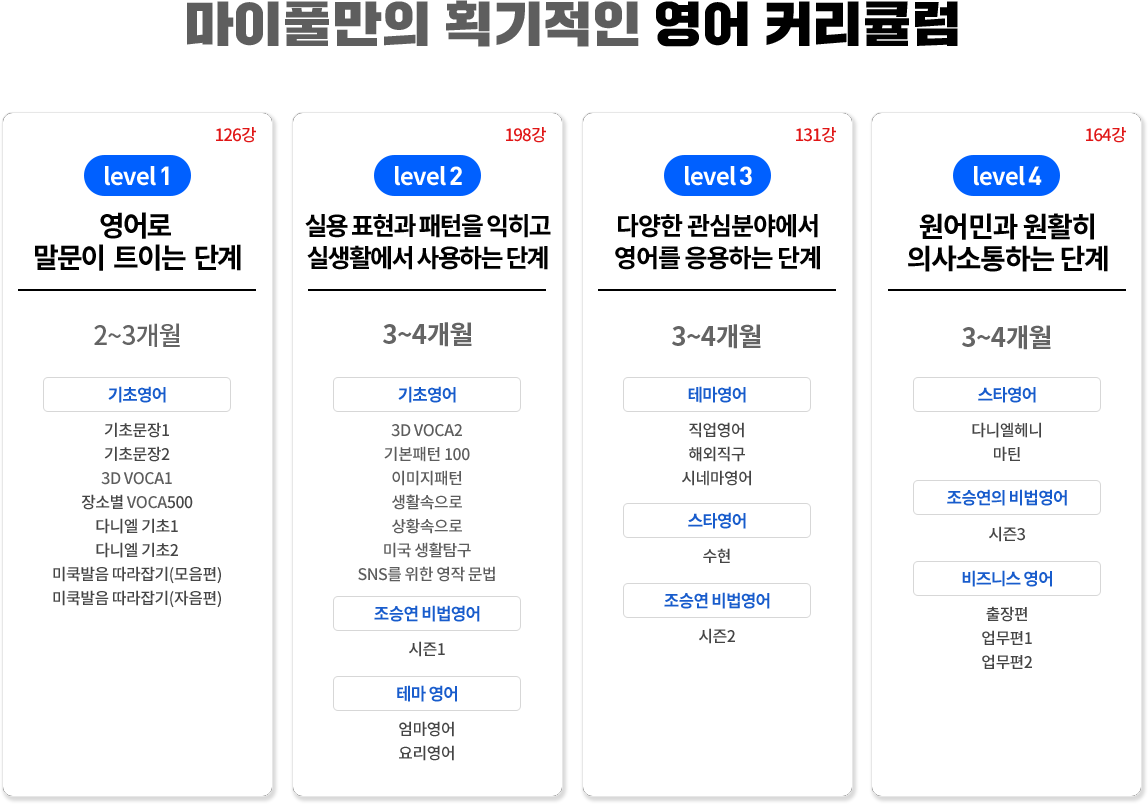 마이풀만의 획기적인 영어 커리큘럼
126강
level 1
영어로
말문이 트이는 단계
2~3개월
기초영어
기초문장1
기초문장2
3D VOCA1
장소별 VOCA500
다니엘 기초1
다니엘 기초2
미쿡발음 따라잡기(모음편)
미쿡발음 따라잡기(자음편)
198강
level 2
실용 표현과 패턴을 익히고
실생활에서 사용하는 단계
3~4개월
기초영어
3D VOCA2
기본패턴 100
이미지패턴
생활속으로
상황속으로
미국 생활탐구
SNS를 위한 영작 문법
조승연 비법영어
시즌1
테마 영어
엄마영어
요리영어
131강
level 3
다양한 관심분야에서
영어를 응용하는 단계
3~4개월
테마영어
직업영어
해외직구
시네마영어
스타영어
수현
조승연 비법영어
시즌2
164강
level 4
원어민과 원활히
의사소통하는 단계
3~4개월
스타영어
다니엘헤니
마틴
조승연의 비법영어
시즌3
비즈니스 영어
출장편
업무편1
업무편2